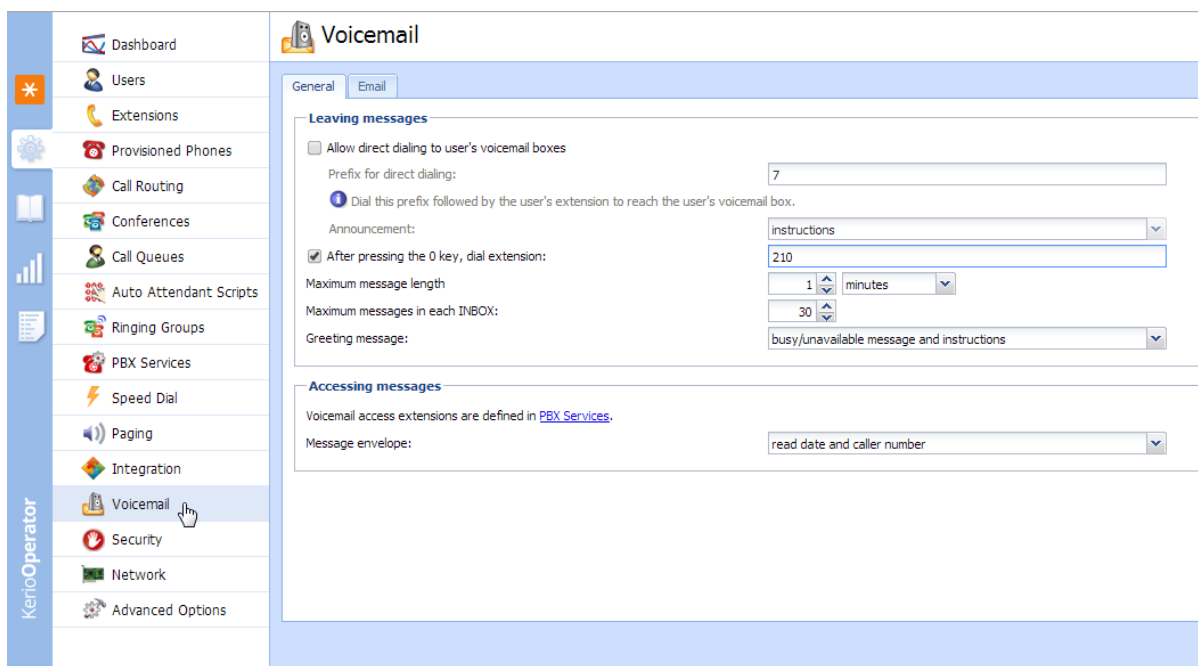 Voicemail
Dashboard
Users
Extensions
Provisioned Phones
Call Routing
Conferences
Call Queues
Auto Attendant Scripts
Ringing Groups
PBX Services
Speed Dial
Paging
Integration
Voicemail
Security
Network
Advanced Options
KerioOperator
General Email
Leaving messages
Allow direct dialing to user's voicemail boxes
Prefix for direct dialing: 7
Dial this prefix followed by the user's extension to reach the user's voicemail box.
Announcement: instructions
After pressing the 0 key, dial extension: 210
Maximum message length 1 minutes
Maximum messages in each INBOX: 30
Greeting message: busy/unavailable message and instructions
Accessing messages
Voicemail access extensions are defined in PBX Services.
Message envelope: read date and caller number